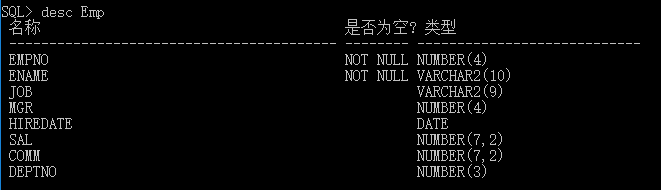 SQL> desc Emp
名称 是否为空? 类型
----------------------------------------- -------- ----------------------------
EMPNO NOT NULL NUMBER(4)
ENAME NOT NULL VARCHAR2(10)
JOB VARCHAR2(9)
MGR NUMBER(4)
HIREDATE DATE
SAL NUMBER(7,2)
COMM NUMBER(7,2)
DEPTNO NUMBER(3)